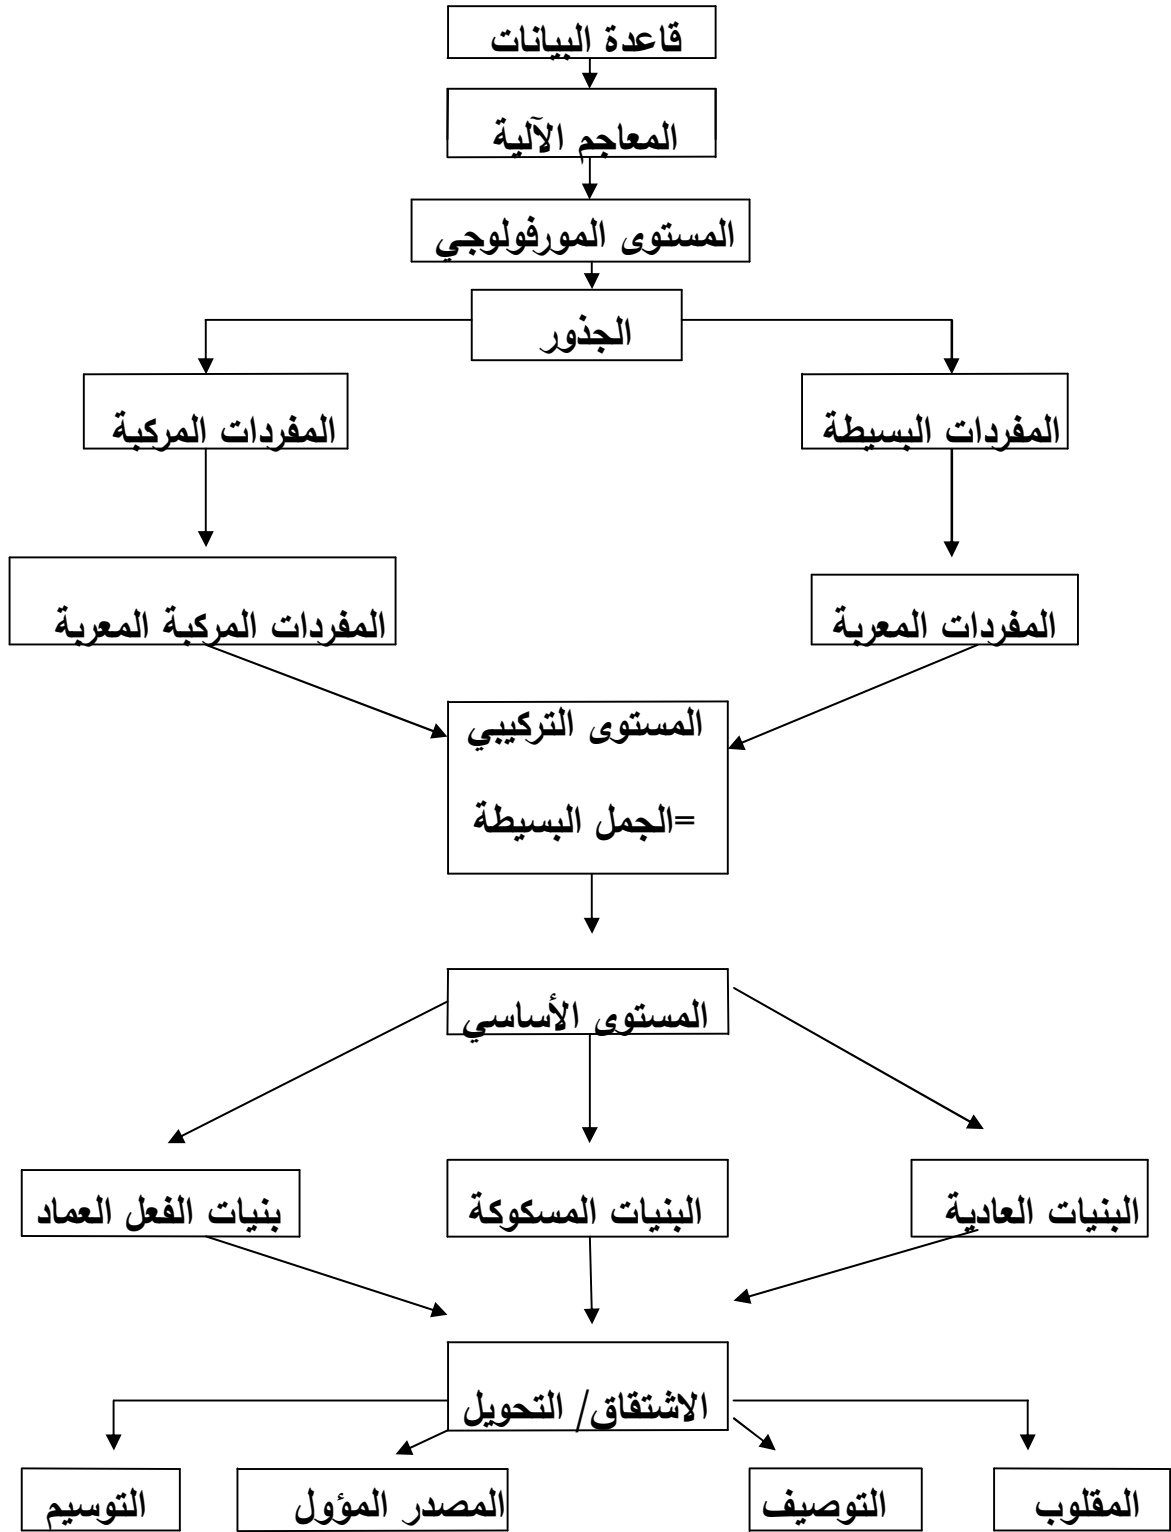 قاعدة البيانات
المعاجم الآلية
المستوى المورفولوجي
الجذور
المفردات البسيطة
المفردات المركبة
المفردات المعربة
المفردات المركبة المعربة
المستوى التركيبي
=الجمل البسيطة
المستوى الأساسي
البنيات العادية
البنيات المسكوكة
بنيات الفعل العماد
الاشتقاق/ التحويل
المقلوب
التوصيف
المصدر المؤول
التوسيم